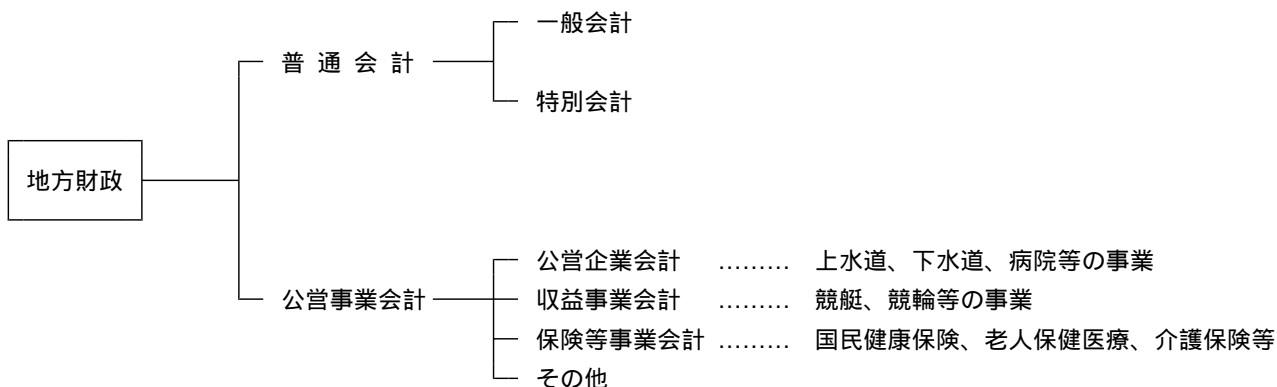 一般会計
普通会計
特別会計
地方財政
公営企業会計 ……… 上水道、下水道、病院等の事業
公営事業会計
収益事業会計 ……… 競艇、競輪等の事業
保険等事業会計 ……… 国民健康保険、老人保健医療、介護保険等
その他